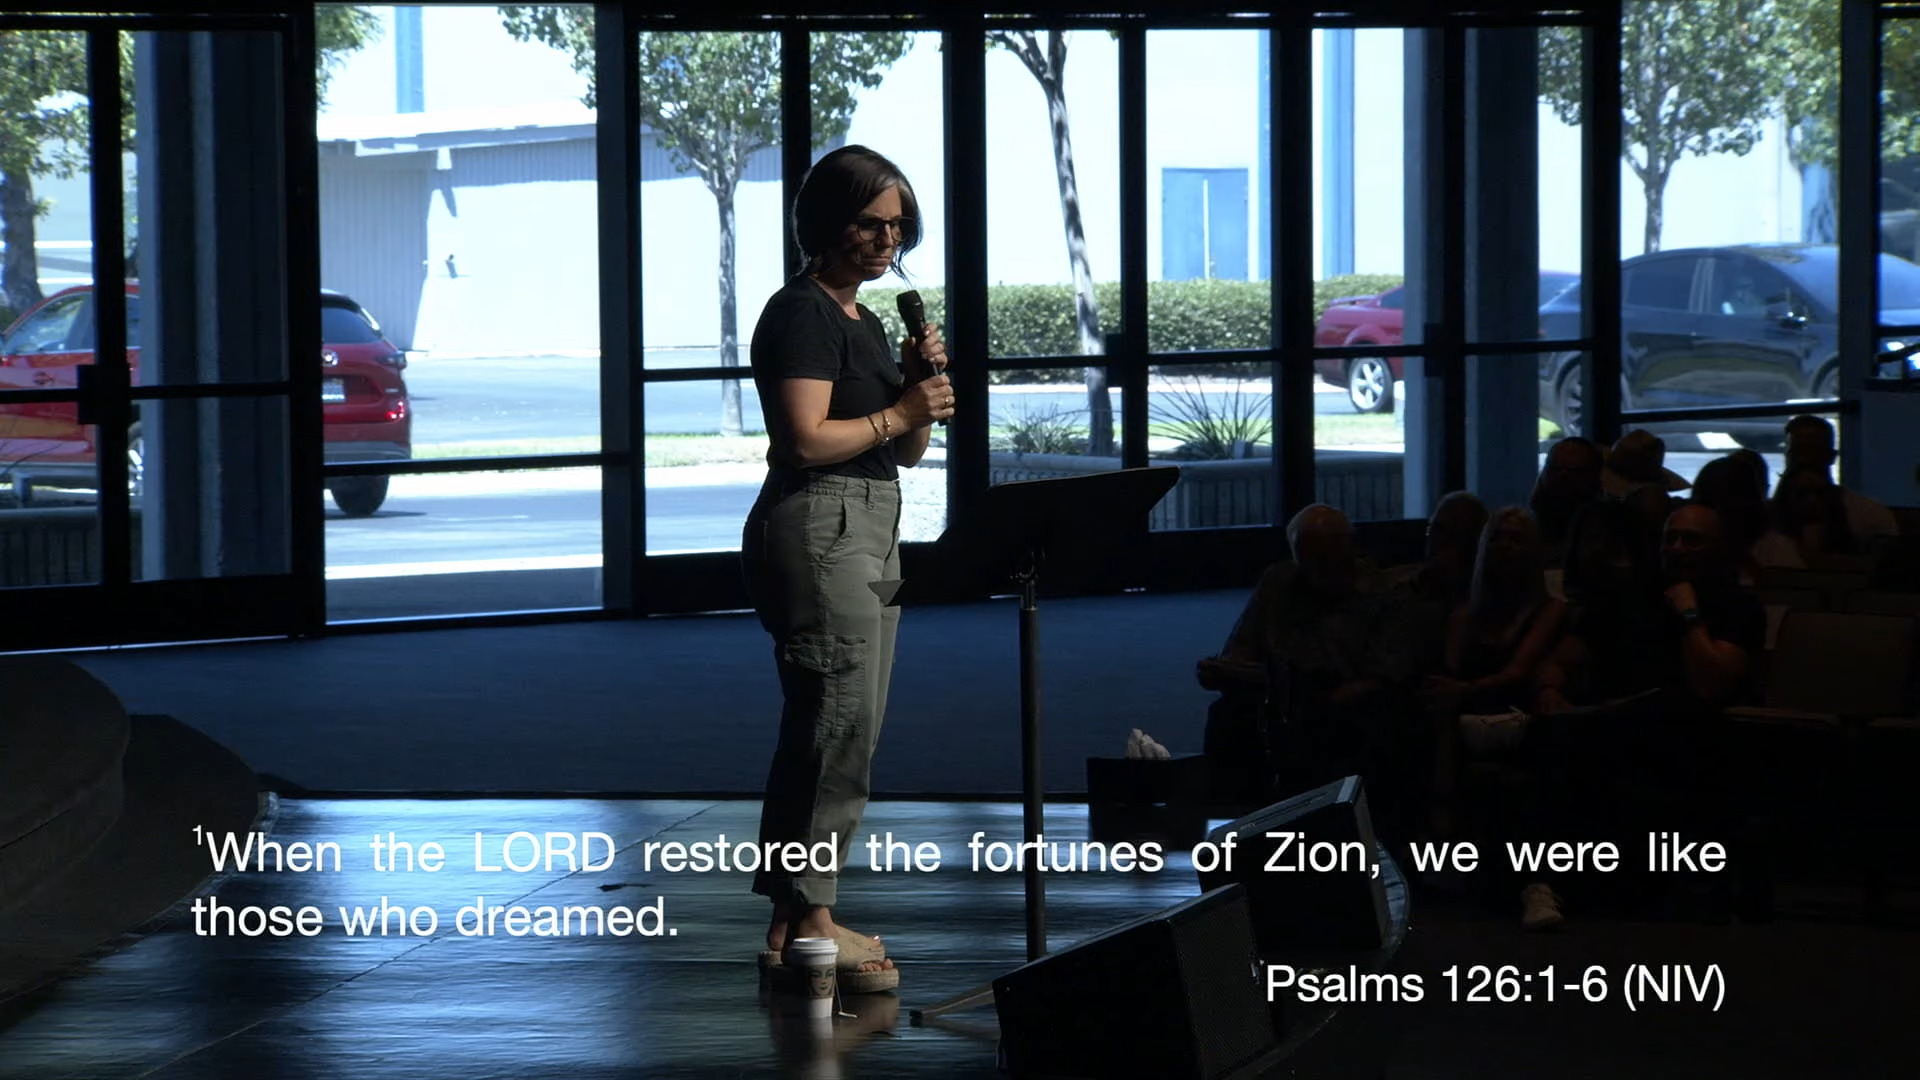 ¹When the LORD restored the fortunes of Zion, we were like
those who dreamed.
Psalms 126:1-6 (NIV)